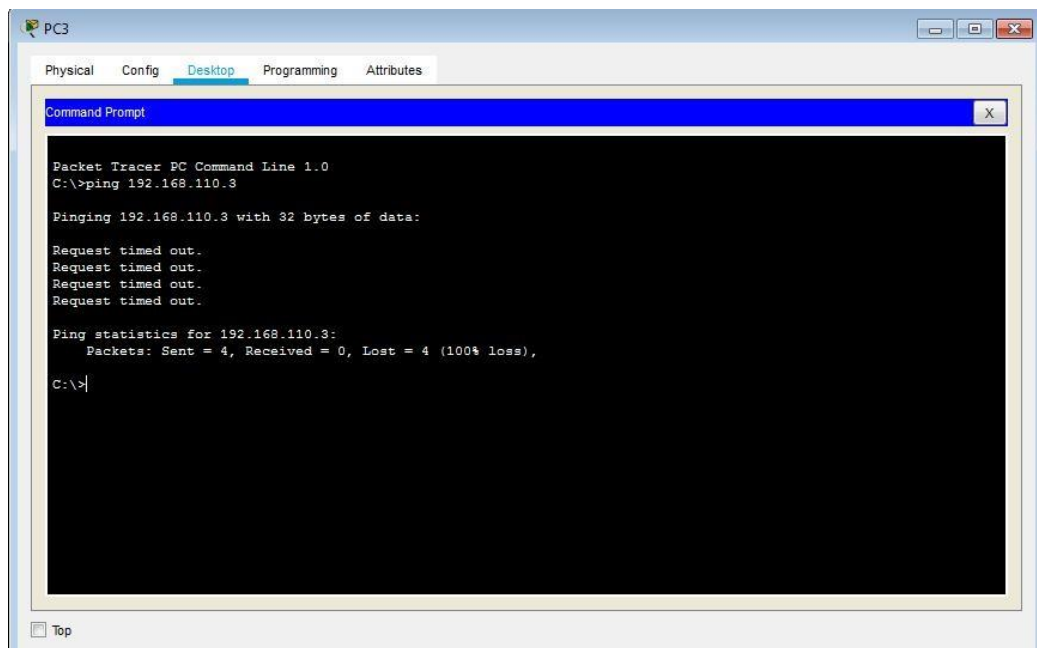 PC3
Physical Config Desktop Programming Attributes
Command Prompt
X
Packet Tracer PC Command Line 1.0
C:\>ping 192.168.110.3
Pinging 192.168.110.3 with 32 bytes of data:
Request timed out.
Request timed out.
Request timed out.
Request timed out.
Ping statistics for 192.168.110.3:
Packets: Sent = 4, Received = 0, Lost = 4 (100% loss),
C:\>
Top